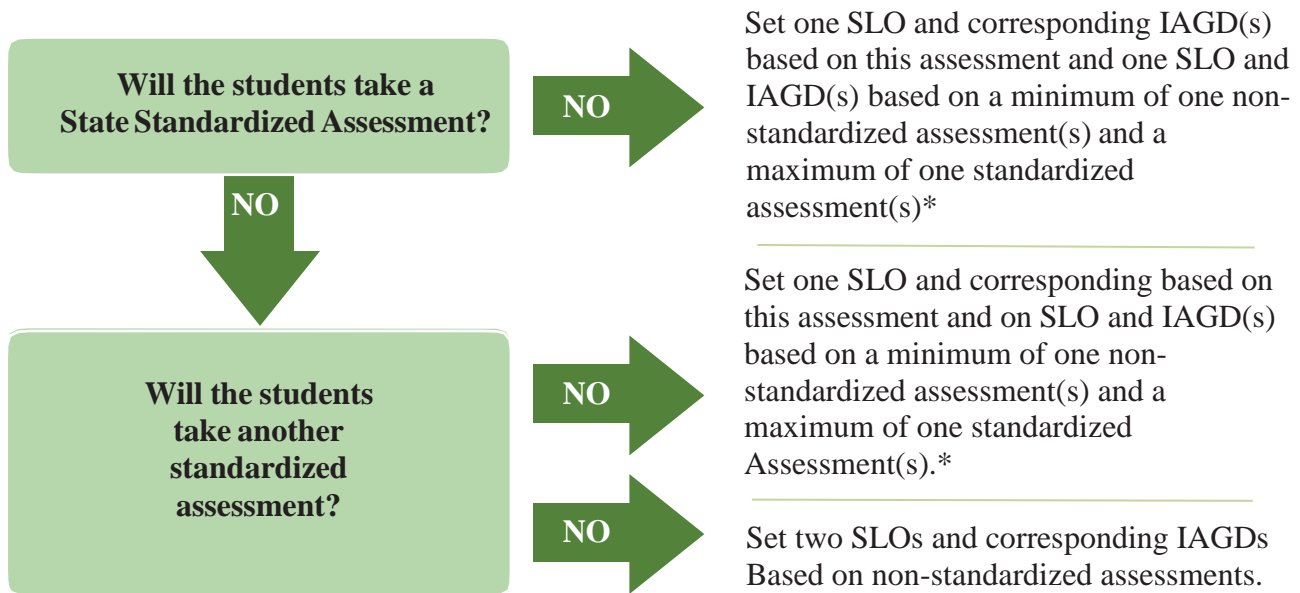 Will the students take a
State Standardized Assessment?
NO
Set one SLO and corresponding IAGD(s)
based on this assessment and one SLO and
IAGD(s) based on a minimum of one non-
standardized assessment(s) and a
maximum of one standardized
assessment(s)*
NO
Will the students
take another
standardized
assessment?
NO
Set one SLO and corresponding based on
this assessment and on SLO and IAGD(s)
based on a minimum of one non-
standardized assessment(s) and a
maximum of one standardized
Assessment(s).*
NO
Set two SLOs and corresponding IAGDs
Based on non-standardized assessments.